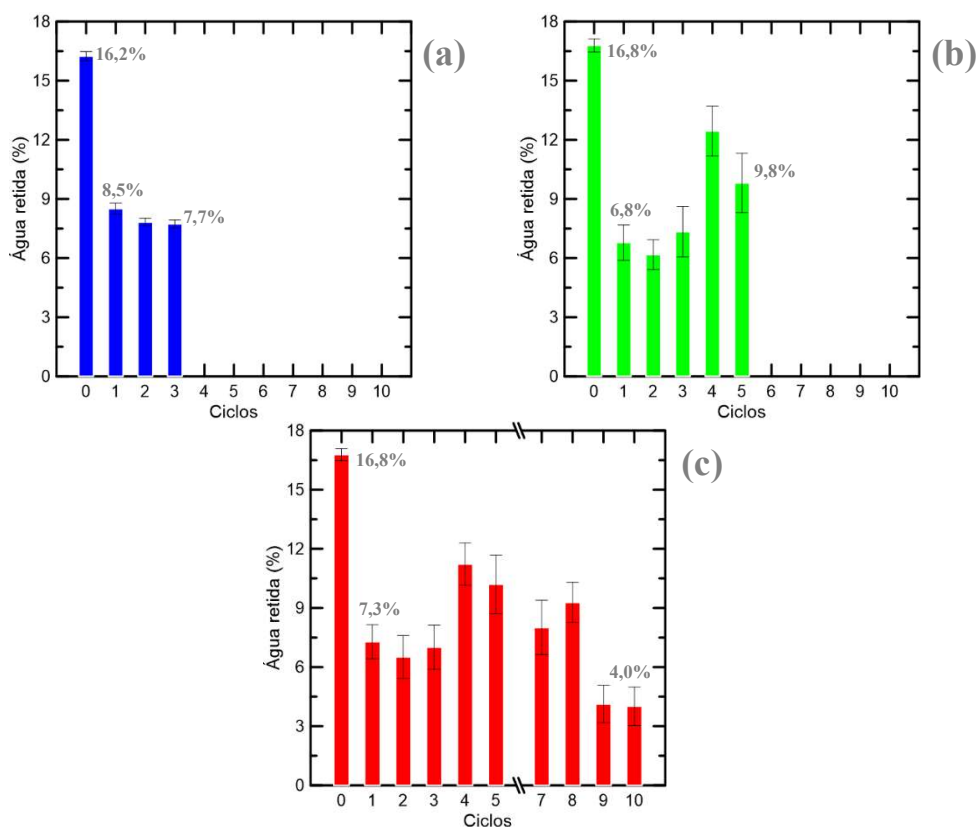 (a)
Água retida (%)
18
15
12
9
6
3
0
16,2%
8,5%
7,7%
0 1 2 3 4 5 6 7 8 9 10
Ciclos
(b)
Água retida (%)
18
15
12
9
6
3
0
16,8%
6,8%
9,8%
0 1 2 3 4 5 6 7 8 9 10
Ciclos
(c)
Água retida (%)
18
15
12
9
6
3
0
16,8%
7,3%
4,0%
0 1 2 3 4 5 7 8 9 10
Ciclos